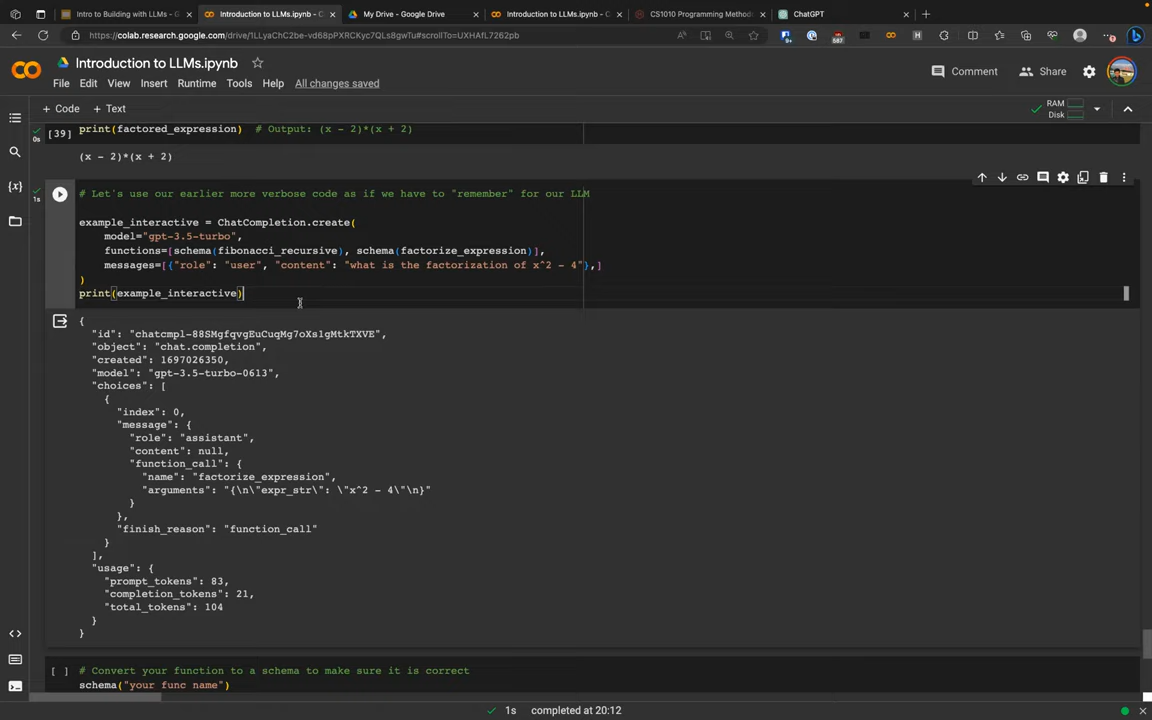 Intro to Building with LLMs - G
Introduction to LLMs.ipynb - C
My Drive - Google Drive
Introduction to LLMs.ipynb - C
CS1010 Programming Method
ChatGPT
https://colab.research.google.com/drive/1LLyaChC2be-vd68pPXRCKyc7QLs8gwTu#scrollTo=UXHAfL7262pb
587
Introduction to LLMs.ipynb
Comment
Share
File Edit View Insert Runtime Tools Help All changes saved
+ Code + Text
RAM
Disk
[39]
0s
print(factored_expression)  # Output: (x - 2)*(x + 2)
(x - 2)*(x + 2)
1s
# Let's use our earlier more verbose code as if we have to "remember" for our LLM
example_interactive = ChatCompletion.create(
model="gpt-3.5-turbo",
functions=[schema(fibonacci_recursive), schema(factorize_expression)],
messages=[{"role": "user", "content": "what is the factorization of x^2 - 4"},]
)
print(example_interactive)
{
"id": "chatcmpl-88SMgfqvgEuCuqMg7oXs1gMtkTXVE",
"object": "chat.completion",
"created": 1697026350,
"model": "gpt-3.5-turbo-0613",
"choices": [
{
"index": 0,
"message": {
"role": "assistant",
"content": null,
"function_call": {
"name": "factorize_expression",
"arguments": "{\n\"expr_str\": \"x^2 - 4\"\n}"
}
},
"finish_reason": "function_call"
}
],
"usage": {
"prompt_tokens": 83,
"completion_tokens": 21,
"total_tokens": 104
}
}
[ ]
# Convert your function to a schema to make sure it is correct
schema("your func name")
1s completed at 20:12